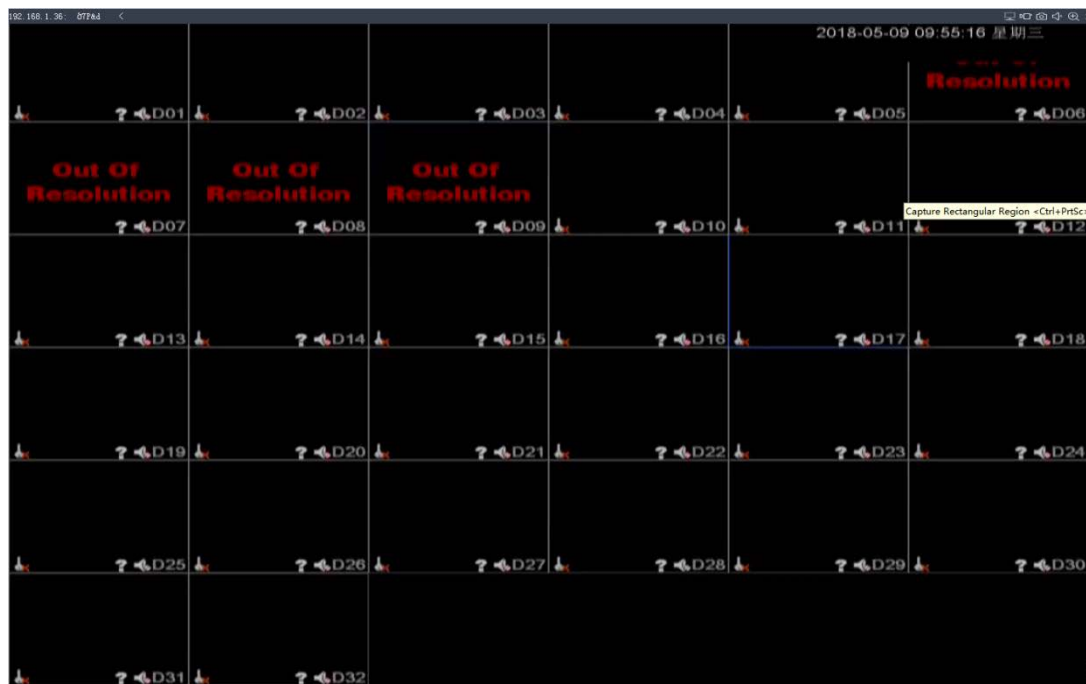 192.168.1.36:
2018-05-09 09:55:16 星期三
Resolution
? D01
? D02
? D03
? D04
? D05
? D06
Out Of
Resolution
Out Of
Resolution
Out Of
Resolution
? D07
? D08
? D09
? D10
? D11
Capture Rectangular Region <Ctrl+PrtSc>
? D12
? D13
? D14
? D15
? D16
? D17
? D18
? D19
? D20
? D21
? D22
? D23
? D24
? D25
? D26
? D27
? D28
? D29
? D30
? D31
? D32